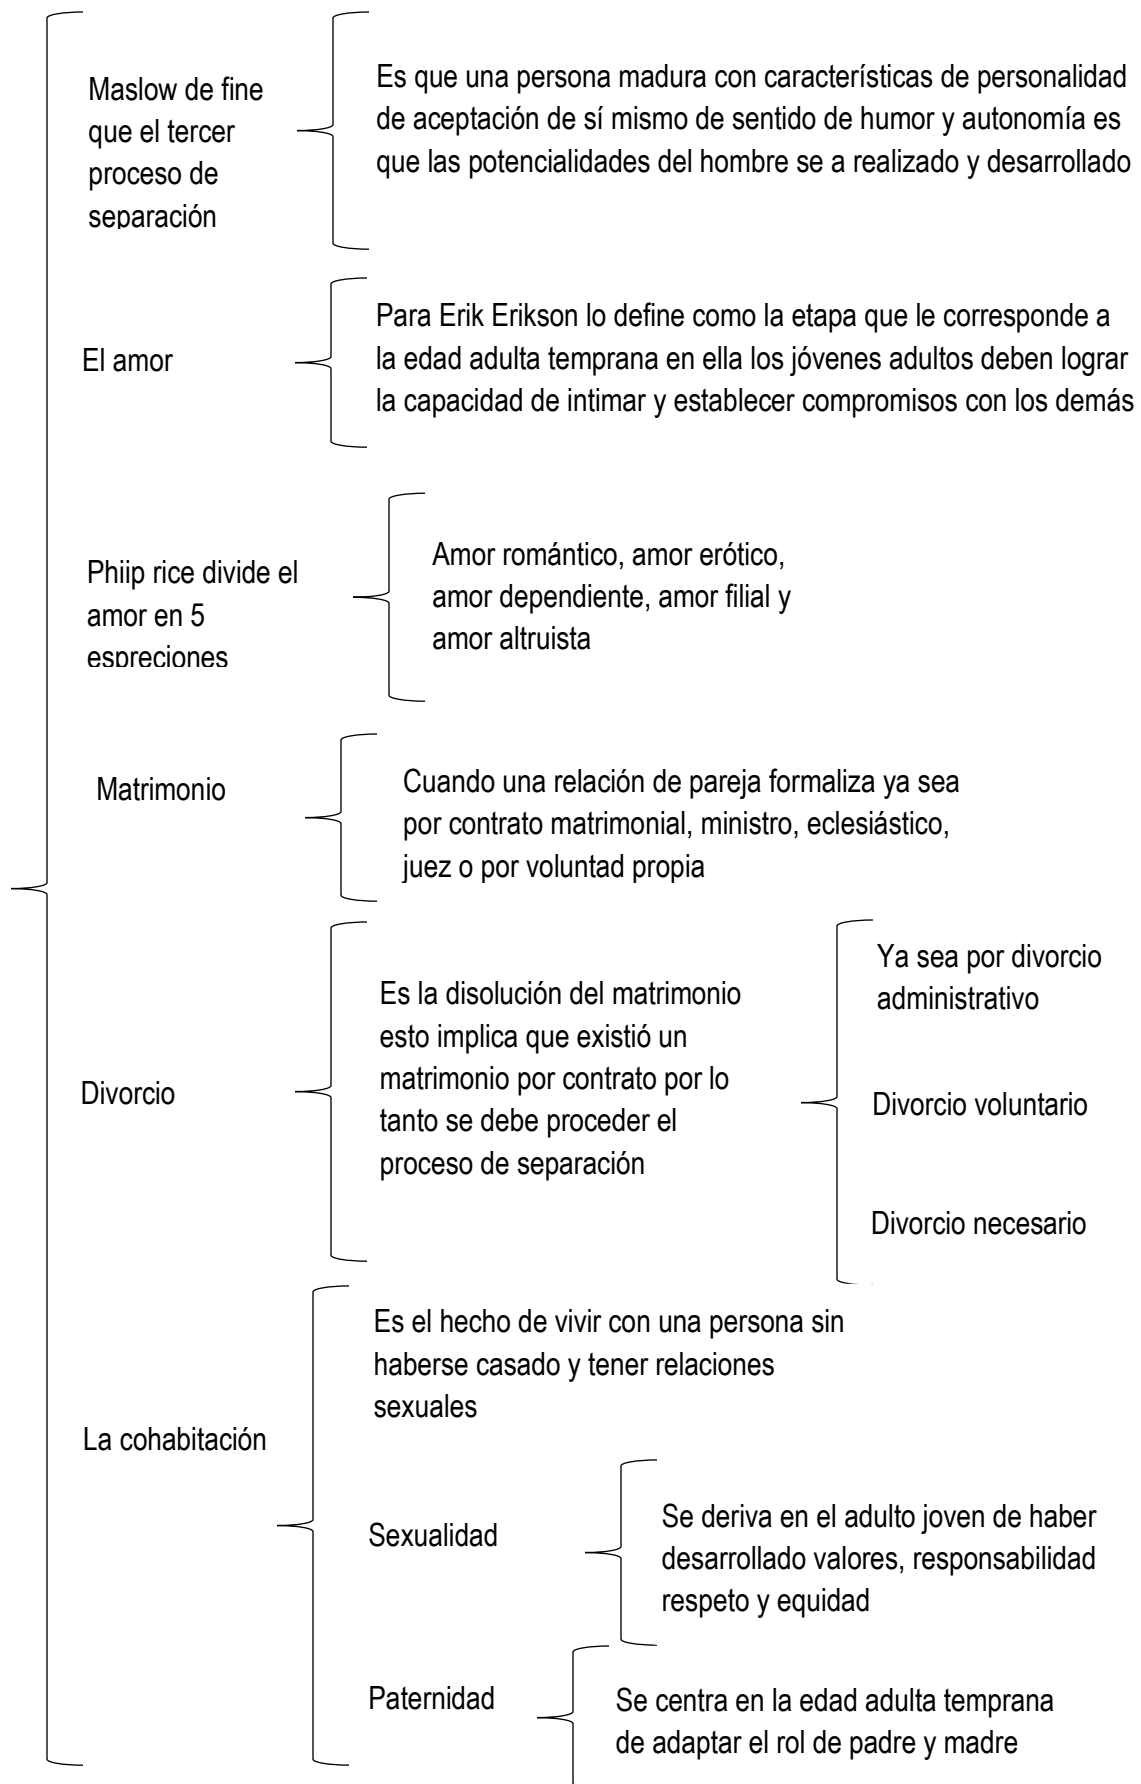 Maslow de fine
que el tercer
proceso de
separación
Es que una persona madura con características de personalidad
de aceptación de sí mismo de sentido de humor y autonomía es
que las potencialidades del hombre se a realizado y desarrollado
El amor
Para Erik Erikson lo define como la etapa que le corresponde a
la edad adulta temprana en ella los jóvenes adultos deben lograr
la capacidad de intimar y establecer compromisos con los demás
Phiip rice divide el
amor en 5
espreciones
Amor romántico, amor erótico,
amor dependiente, amor filial y
amor altruista
Matrimonio
Cuando una relación de pareja formaliza ya sea
por contrato matrimonial, ministro, eclesiástico,
juez o por voluntad propia
Divorcio
Es la disolución del matrimonio
esto implica que existió un
matrimonio por contrato por lo
tanto se debe proceder el
proceso de separación
Ya sea por divorcio
administrativo
Divorcio voluntario
Divorcio necesario
La cohabitación
Es el hecho de vivir con una persona sin
haberse casado y tener relaciones
sexuales
Sexualidad
Se deriva en el adulto joven de haber
desarrollado valores, responsabilidad
respeto y equidad
Paternidad
Se centra en la edad adulta temprana
de adaptar el rol de padre y madre